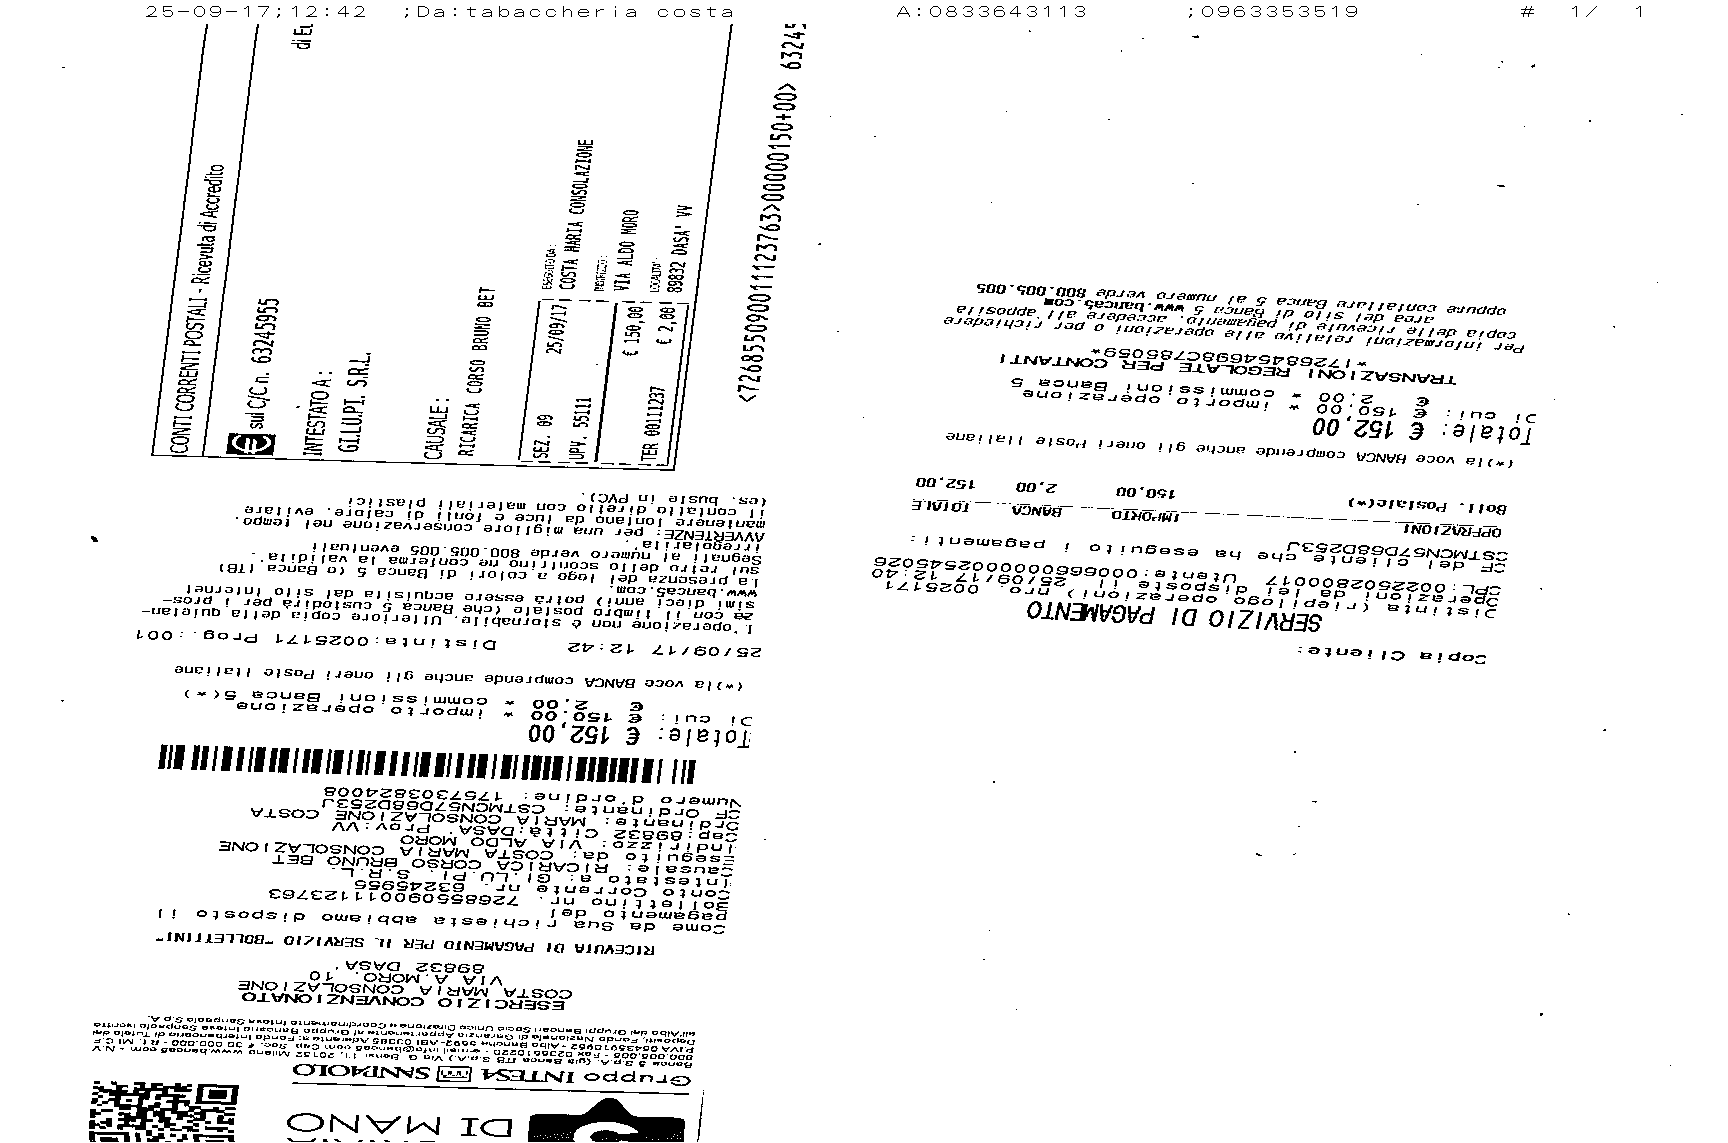 25-09-17;12:42 ;Da:tabaccheria costa A:0833643113 ;0963353519 # 1/ 1
CONTI CORRENTI POSTALI - Ricevuta di Accredito
sul C/C n. 63245955
di EU
INTESTATO A:
GI.LU.PI. S.R.L.
CAUSALE:
RICARICA CORSO BRUNO BET
SEZ. 09 25/09/17
UPV. 55111
€ 150,00
TER 00111237 € 2,00
ESEGUITO DA:
COSTA MARIA CONSOLAZIONE
INDIRIZZO:
VIA ALDO MORO
LOCALITA':
89832 DASA' VV
<726855090011123763>00000150+00> 63245
DI MANO
Gruppo INTESA SANPAOLO
ESERCIZIO CONVENZIONATO
COSTA MARIA CONSOLAZIONE
VIA A.MORO, 10
89832 DASA'
RICEVUTA DI PAGAMENTO PER IL SERVIZIO "BOLLETTINI"
Come da Sua richiesta abbiamo disposto il
pagamento del
Bollettino nr. 726855090011123763
Conto Corrente nr. 63245955
Intestato a: GI.LU.PI. S.R.L.
Causale: RICARICA CORSO BRUNO BET
Eseguito da: COSTA MARIA CONSOLAZIONE
Indirizzo: VIA ALDO MORO
Cap:89832 Citta:DASA' Prov:VV
Ordinante: MARIA CONSOLAZIONE COSTA
CF Ordinante: CSTMCN57D68D253J
Numero d'ordine: 1757303824008
Totale: € 152,00
Di cui: € 150,00 * importo operazione
€ 2,00 * commissioni Banca 5(*)
(*)la voce BANCA comprende anche gli oneri Poste Italiane
25/09/17 12:42 Distinta:0025171 Prog.:001
L'operazione non è stornabile. Ulteriore copia della quietan-
za con il timbro postale (che Banca 5 custodirà per i pros-
simi dieci anni) potrà essere acquisita dal sito internet
www.banca5.com.
La presenza del logo a colori di Banca 5 (o Banca ITB)
sul retro dello scontrino ne conferma la validità.
Segnali al numero verde 800.005.005 eventuali
irregolarità.
AVVERTENZE: per una migliore conservazione nel tempo,
mantenere lontano da luce e fonti di calore, evitare
il contatto diretto con materiali plastici
(es. buste in PVC).
Copia Cliente:
SERVIZIO DI PAGAMENTO
Distinta (riepilogo operazioni) nro. 0025171
Operazioni da lei disposte il 25/09/17 12:40
CPL:00225028000017 Utente:0006660000002545026
CF del cliente che ha eseguito i pagamenti:
CSTMCN57D68D253J
OPERAZIONI IMPORTO BANCA TOTALE
Boll. Postale(*) 150,00 2,00 152,00
(*)la voce BANCA comprende anche gli oneri Poste Italiane
Totale: € 152,00
Di cui: € 150,00 * importo operazione
€ 2,00 * commissioni Banca 5
TRANSAZIONI REGOLATE PER CONTANTI
*17268454698C7865059*
Per informazioni relative alle operazioni o per richiedere
copia delle ricevute di pagamento, accedere all'apposita
area del sito di Banca 5 www.banca5.com
oppure contattare Banca 5 al numero verde 800.005.005